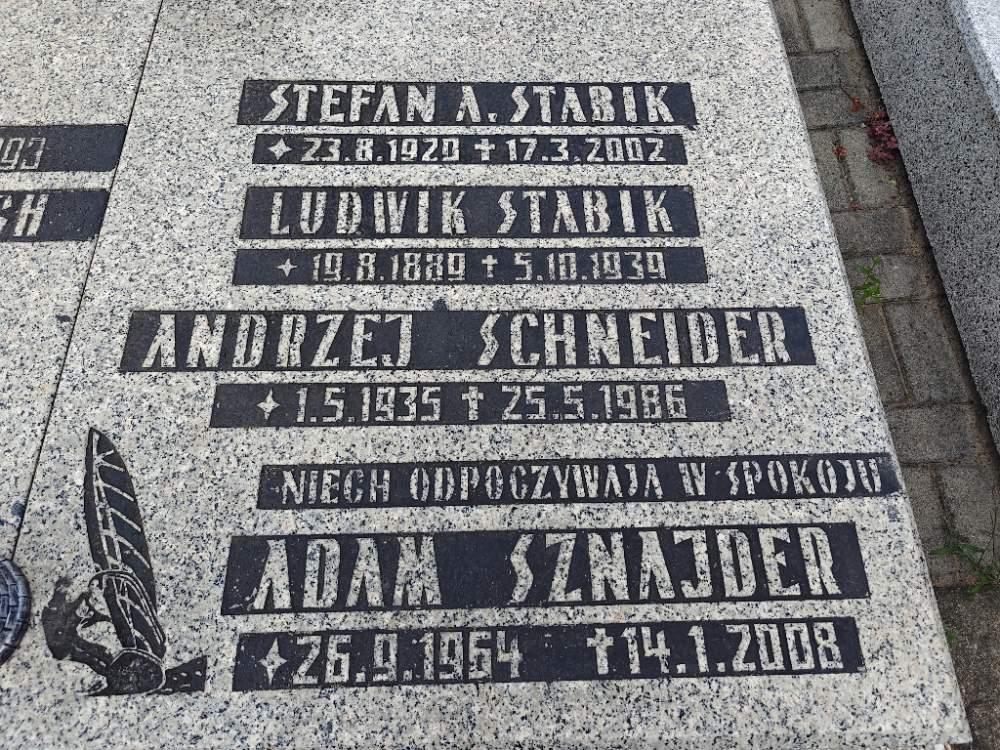 STEFAN A. STABIK
✦ 23.8.1920 ✝ 17.3.2002
LUDWIK STABIK
✦ 19.8.1889 ✝ 5.10.1939
ANDRZEJ SCHNEIDER
✦ 1.5.1935 ✝ 25.5.1986
NIECH ODPOCZYWAJA W SPOKOJU
ADAM SZNAJDER
✦ 26.9.1964 ✝ 14.1.2008